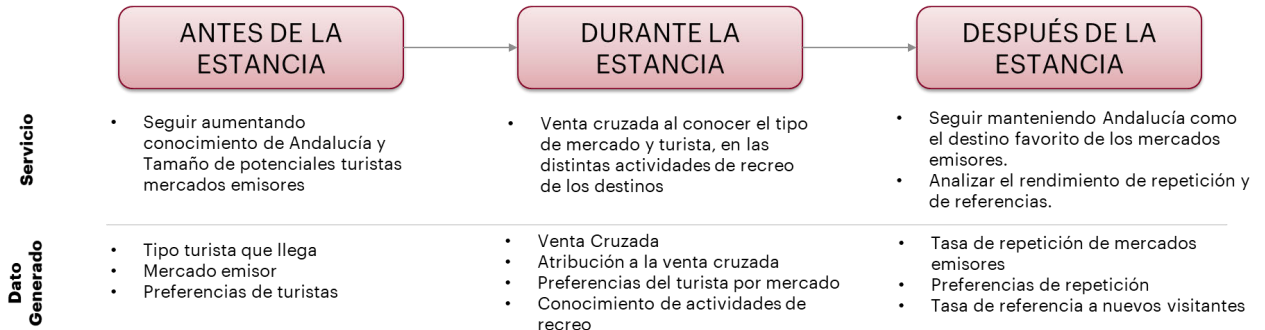 ANTES DE LA
ESTANCIA
DURANTE LA
ESTANCIA
DESPUÉS DE LA
ESTANCIA
Servicio
• Seguir aumentando
conocimiento de Andalucía y
Tamaño de potenciales turistas
mercados emisores
• Venta cruzada al conocer el tipo
de mercado y turista, en las
distintas actividades de recreo
de los destinos
• Seguir manteniendo Andalucía como
el destino favorito de los mercados
emisores.
• Analizar el rendimiento de repetición y
de referencias.
Dato
Generado
• Tipo turista que llega
• Mercado emisor
• Preferencias de turistas
• Venta Cruzada
• Atribución a la venta cruzada
• Preferencias del turista por mercado
• Conocimiento de actividades de
recreo
• Tasa de repetición de mercados
emisores
• Preferencias de repetición
• Tasa de referencia a nuevos visitantes